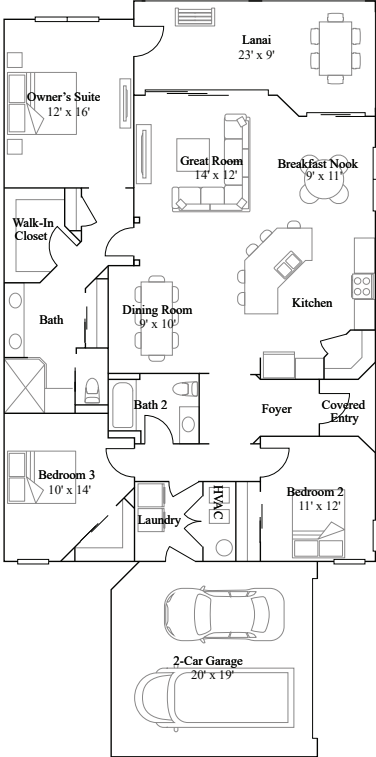 Lanai
23' x 9'
Owner's Suite
12' x 16'
Great Room
14' x 12'
Breakfast Nook
9' x 11'
Walk-In
Closet
Bath
Dining Room
9' x 10'
Kitchen
Bath 2
Foyer
Covered
Entry
Bedroom 3
10' x 14'
Laundry
HVAC
Bedroom 2
11' x 12'
2-Car Garage
20' x 19'